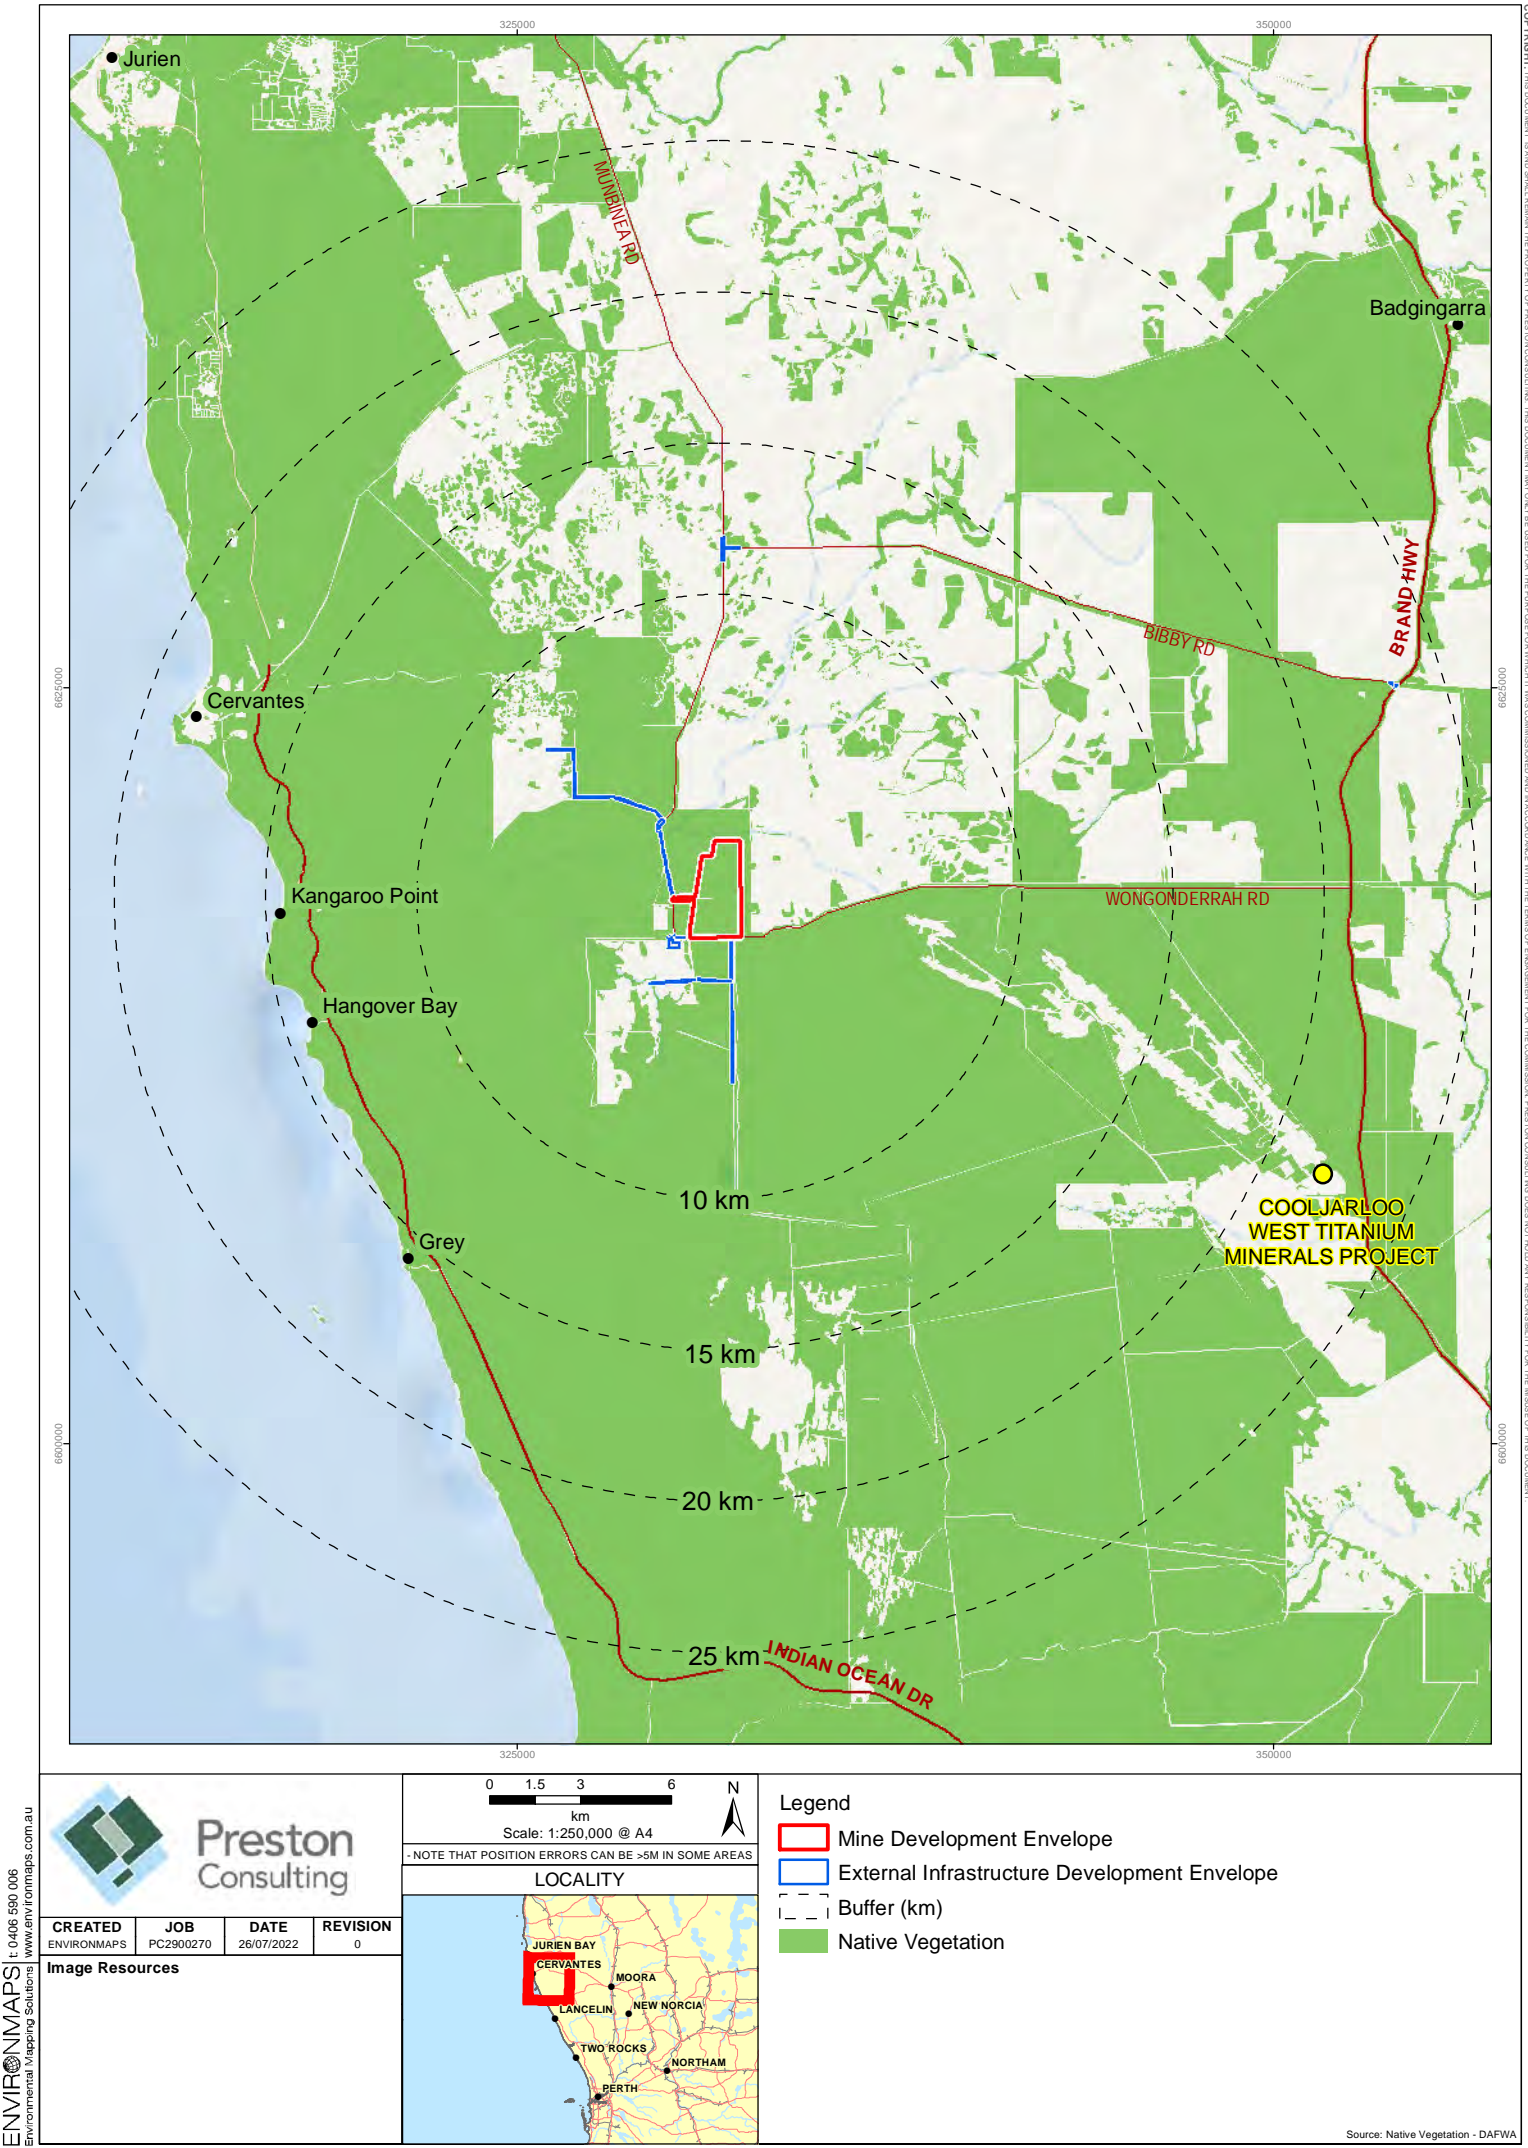 325000
350000
Jurien
MUNBINEA RD
Badgingarra
BRAND HWY
BIBBY RD
6625000
6625000
Cervantes
Kangaroo Point
WONGONDERRAH RD
Hangover Bay
10 km
COOLJARLOO
WEST TITANIUM
MINERALS PROJECT
Grey
15 km
6600000
6600000
20 km
25 km
INDIAN OCEAN DR
325000
350000
Preston
Consulting
CREATED
JOB
DATE
REVISION
ENVIRONMAPS
PC2900270
26/07/2022
0
Image Resources
0 1.5 3 6
km
Scale: 1:250,000 @ A4
N
- NOTE THAT POSITION ERRORS CAN BE >5M IN SOME AREAS
LOCALITY
JURIEN BAY
CERVANTES
MOORA
LANCELIN
NEW NORCIA
TWO ROCKS
NORTHAM
PERTH
Legend
Mine Development Envelope
External Infrastructure Development Envelope
Buffer (km)
Native Vegetation
Source: Native Vegetation - DAFWA
ENVIRONMAPS
Environmental Mapping Solutions
t: 0406 590 006
www.environmaps.com.au